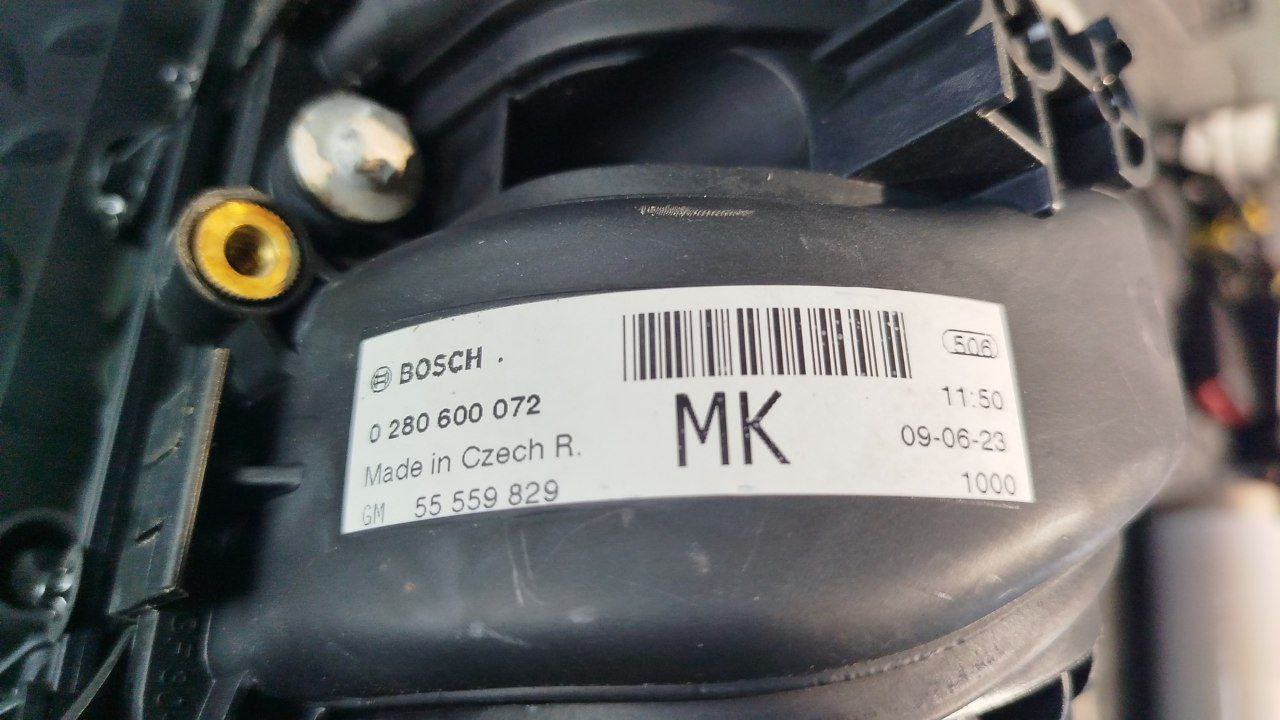 BOSCH
0 280 600 072
Made in Czech R.
GM 55 559 829
MK
506
11:50
09-06-23
1000